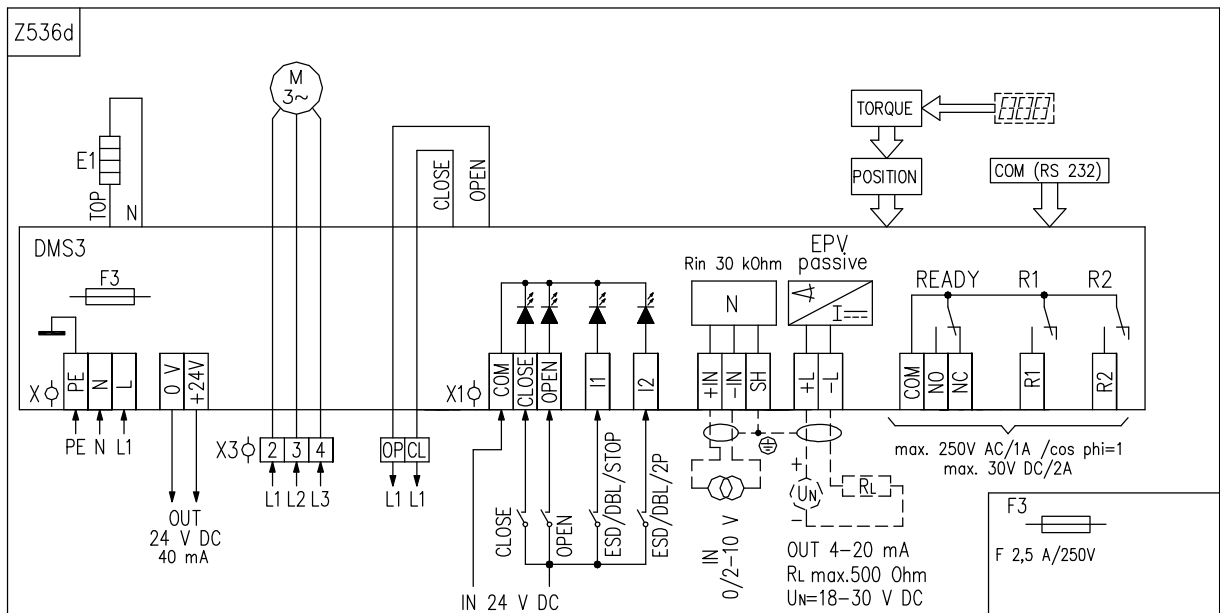 Z536d
M
3~
E1
TOP
N
CLOSE
OPEN
TORQUE
POSITION
COM (RS 232)
DMS3
F3
Rin 30 kOhm
N
EPV
passive
I
READY
R1
R2
X
PE
N
L
0 V
+24V
X1
COM
CLOSE
OPEN
I1
I2
+IN
-IN
SH
+L
-L
COM
NO
NC
R1
R2
PE N L1
X3
2
3
4
OP
CL
L1 L2 L3
L1 L1
OUT
24 V DC
40 mA
CLOSE
OPEN
ESD/DBL/STOP
ESD/DBL/2P
IN 24 V DC
IN
0/2-10 V
+
UN
-
RL
OUT 4-20 mA
RL max.500 Ohm
UN=18-30 V DC
max. 250V AC/1A /cos phi=1
max. 30V DC/2A
F3
F 2,5 A/250V